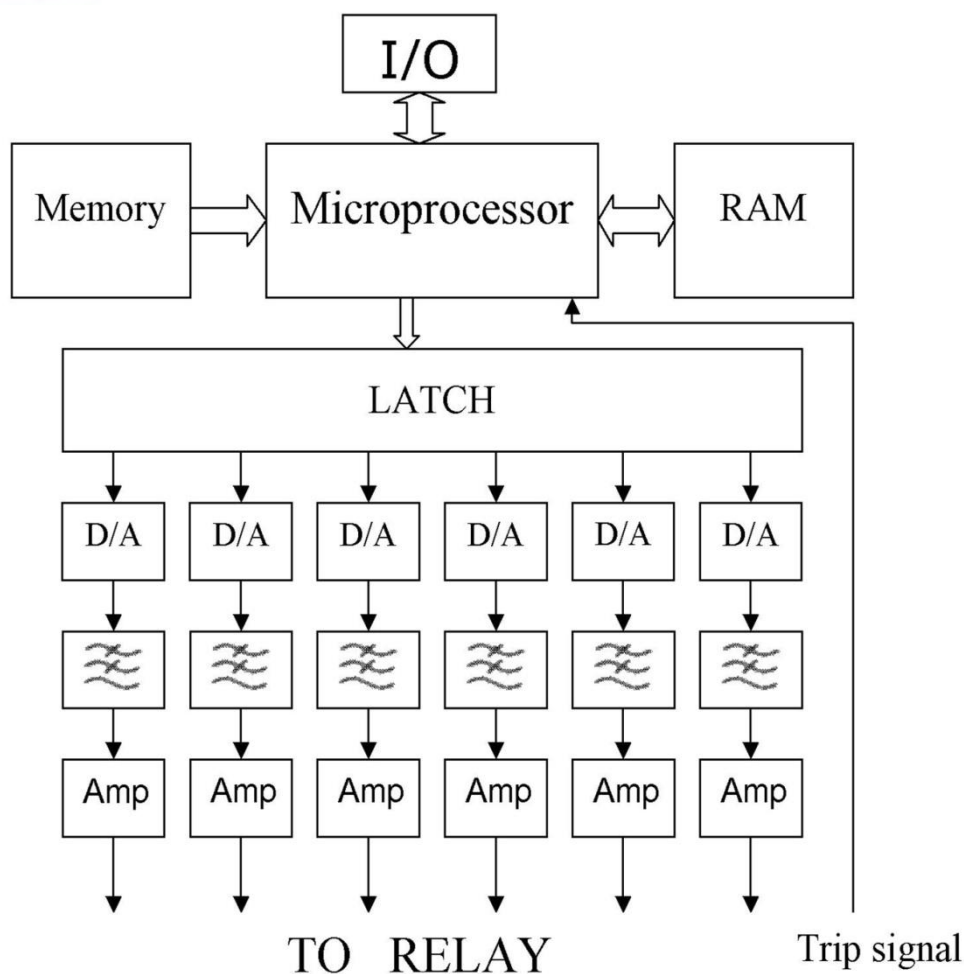 I/O
Memory
Microprocessor
RAM
LATCH
D/A D/A D/A D/A D/A D/A
Amp Amp Amp Amp Amp Amp
TO RELAY
Trip signal